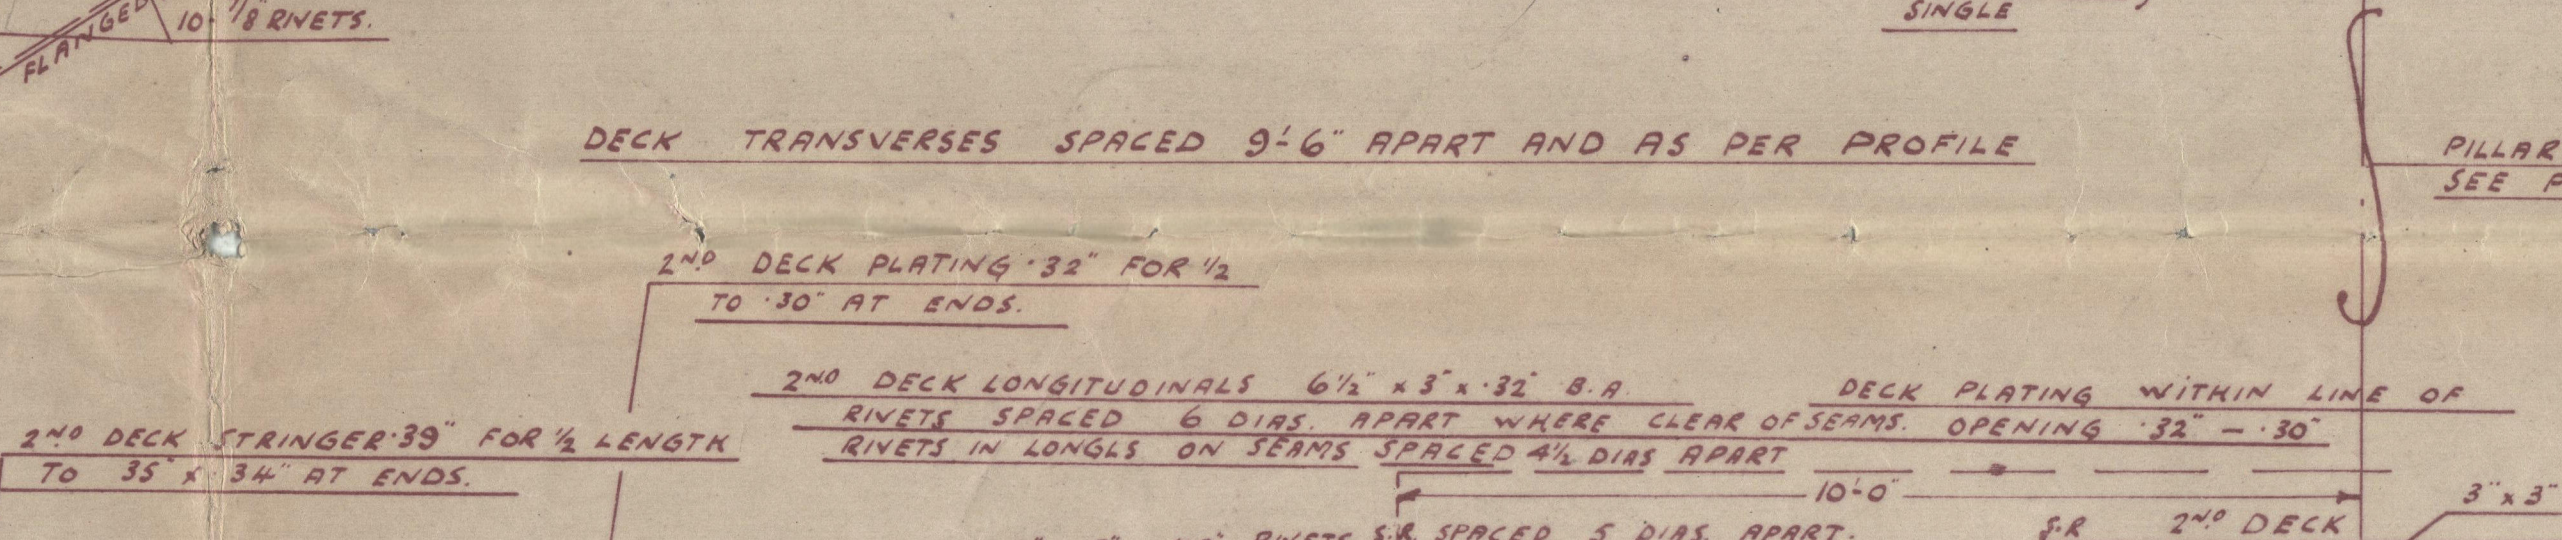 10 7/8" RIVETS.
FLANGED
SINGLE
DECK TRANSVERSES SPACED 9'-6" APART AND AS PER PROFILE
PILLAR
SEE
2ND DECK PLATING .32" FOR 1/2
TO .30" AT ENDS.
2ND DECK LONGITUDINALS 6 1/2" x 3" x .32" B.A.
RIVETS SPACED 6 DIAS. APART WHERE CLEAR OF SEAMS.
RIVETS IN LONGLS ON SEAMS SPACED 4 1/2 DIAS APART
DECK PLATING WITHIN LINE OF
OPENING .32" - .30"
2ND DECK STRINGER .39" FOR 1/2 LENGTH
TO 35" x .34" AT ENDS.
10'-0"
3" x 3"
RIVETS S.R. SPACED 5 DIAS. APART.
S.R 2ND DECK